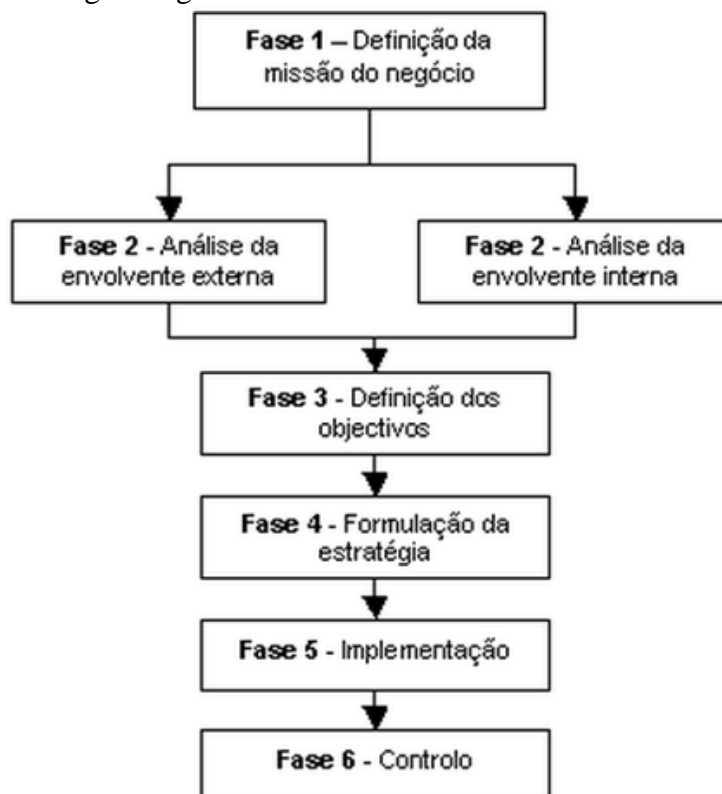 Fase 1 – Definição da
missão do negócio
Fase 2 - Análise da
envolvente externa
Fase 2 - Análise da
envolvente interna
Fase 3 - Definição dos
objectivos
Fase 4 - Formulação da
estratégia
Fase 5 - Implementação
Fase 6 - Controlo